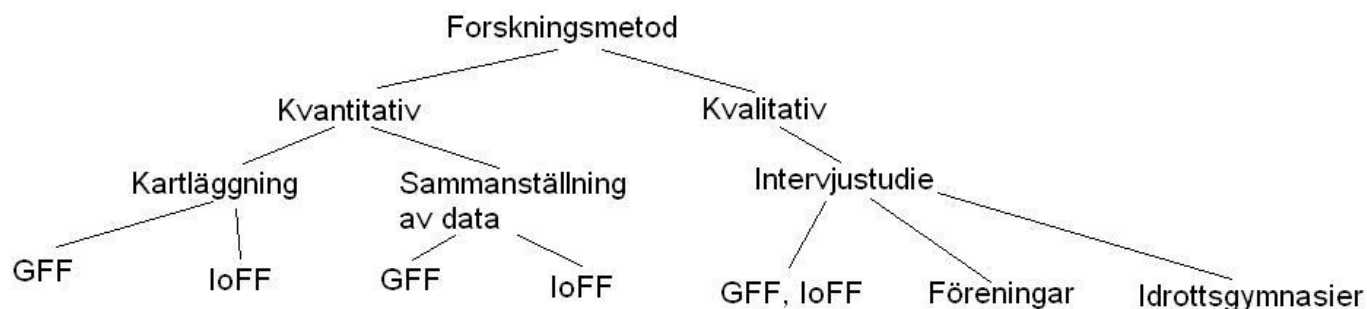 Forskningsmetod
Kvantitativ
Kvalitativ
Kartläggning
Sammanställning
av data
Intervjustudie
GFF
IoFF
GFF
IoFF
GFF, IoFF
Föreningar
Idrottsgymnasier